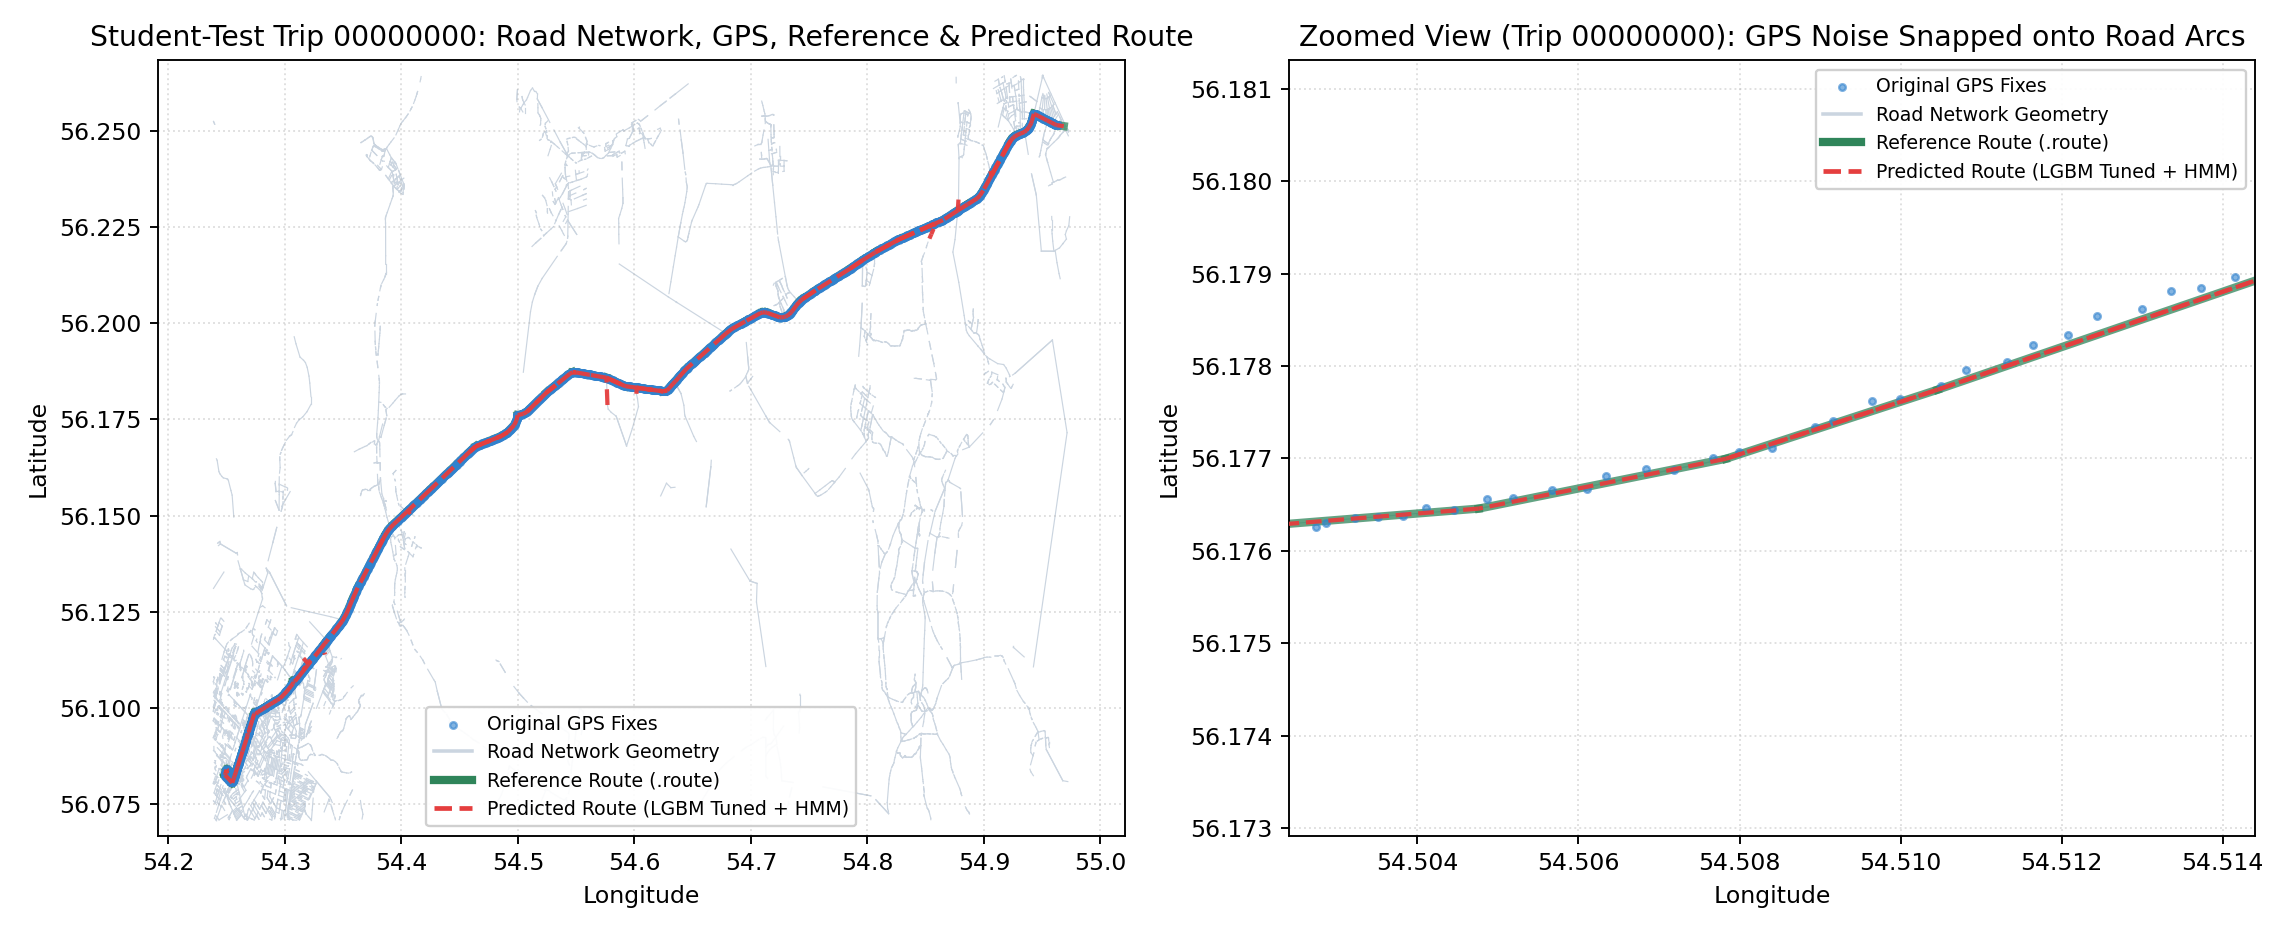 Student-Test Trip 00000000: Road Network, GPS, Reference & Predicted Route
56.250
56.225
56.200
56.175
56.150
56.125
56.100
56.075
Latitude
Original GPS Fixes
Road Network Geometry
Reference Route (.route)
Predicted Route (LGBM Tuned + HMM)
54.2 54.3 54.4 54.5 54.6 54.7 54.8 54.9 55.0
Longitude
Zoomed View (Trip 00000000): GPS Noise Snapped onto Road Arcs
Original GPS Fixes
Road Network Geometry
Reference Route (.route)
Predicted Route (LGBM Tuned + HMM)
56.181
56.180
56.179
56.178
56.177
56.176
56.175
56.174
56.173
Latitude
54.504 54.506 54.508 54.510 54.512 54.514
Longitude